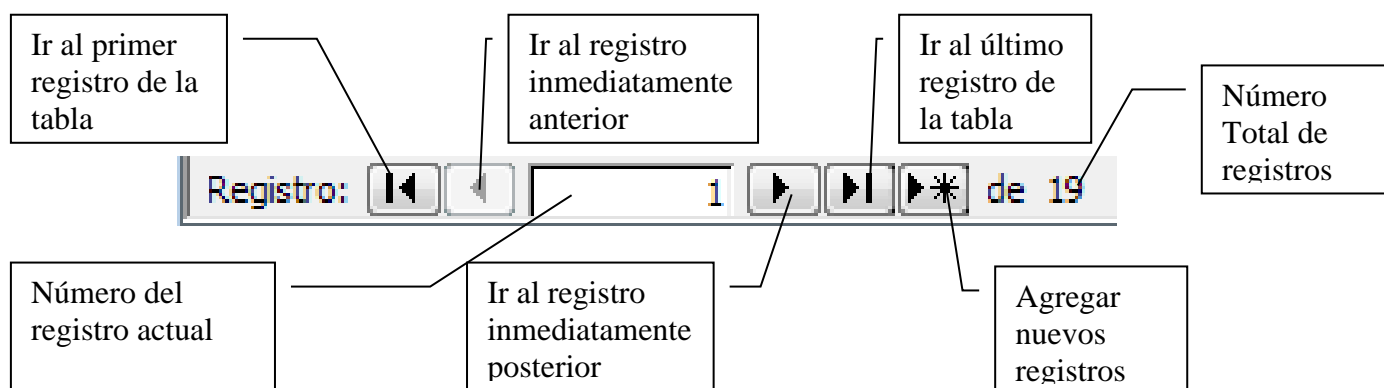 Ir al primer
registro de la
tabla
Ir al registro
inmediatamente
anterior
Ir al último
registro de
la tabla
Número
Total de
registros
Registro: 1 de 19
Número del
registro actual
Ir al registro
inmediatamente
posterior
Agregar
nuevos
registros